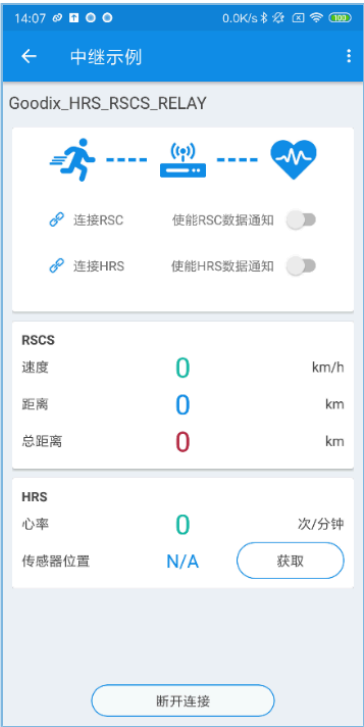 14:07 0.0K/s 100
中继示例
Goodix_HRS_RSCS_RELAY
连接RSC 使能RSC数据通知
连接HRS 使能HRS数据通知
RSCS
速度 0 km/h
距离 0 km
总距离 0 km
HRS
心率 0 次/分钟
传感器位置 N/A 获取
断开连接